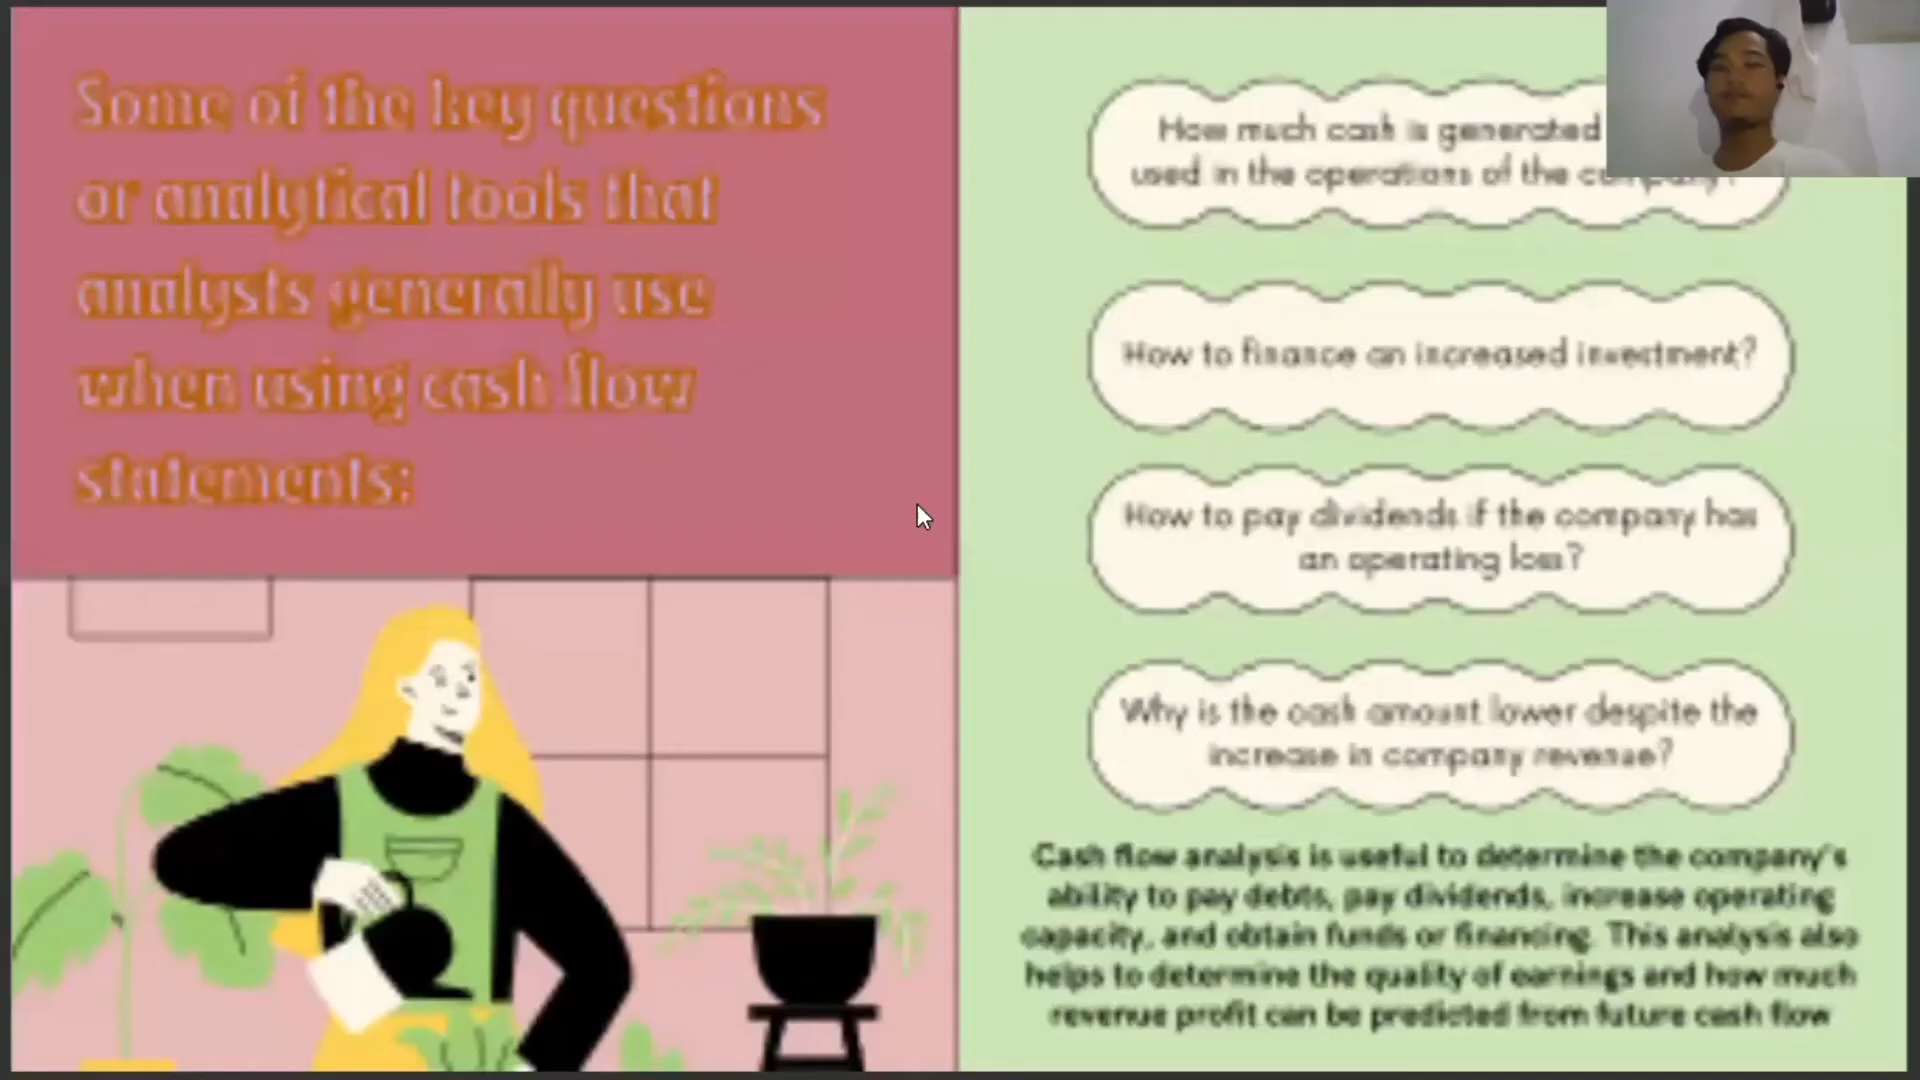 Some of the key questions
or analytical tools that
analysts generally use
when using cash flow
statements:
How much cash is generated
used in the operations of the company?
How to finance an increased investment?
How to pay dividends if the company has
an operating loss?
Why is the cash amount lower despite the
increase in company revenue?
Cash flow analysis is useful to determine the company's
ability to pay debts, pay dividends, increase operating
capacity, and obtain funds or financing. This analysis also
helps to determine the quality of earnings and how much
revenue profit can be predicted from future cash flow